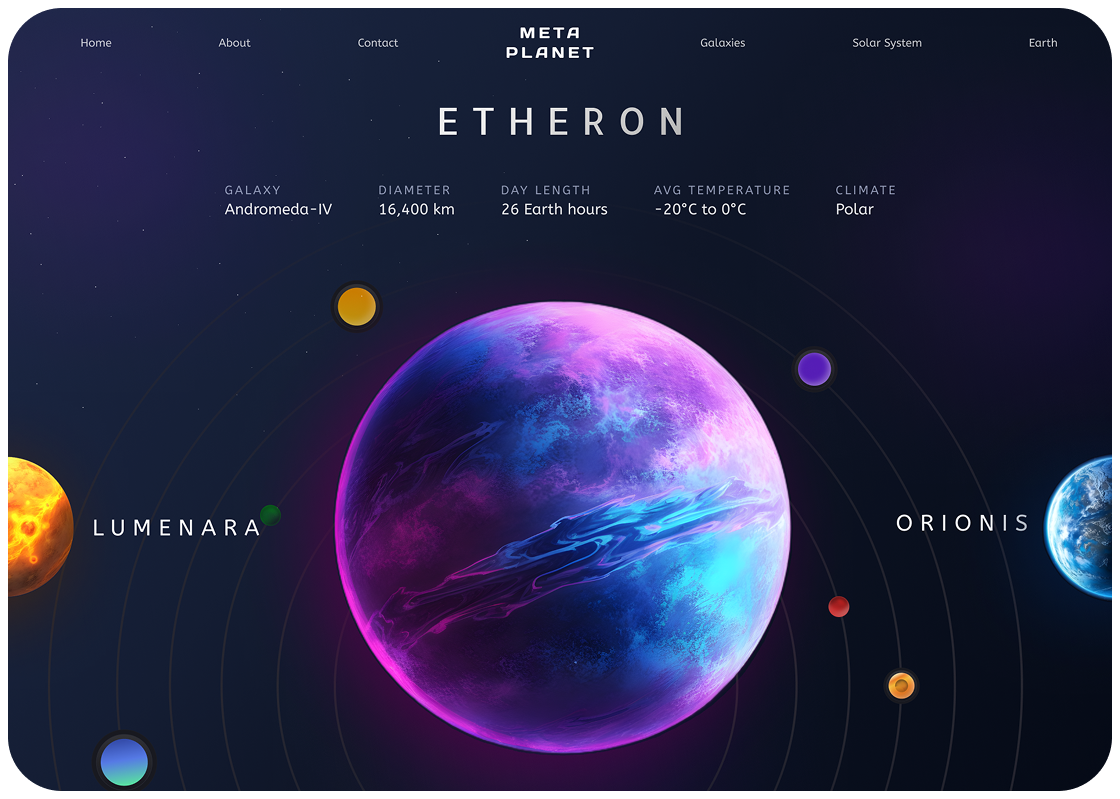 Home
About
Contact
META
PLANET
Galaxies
Solar System
Earth
ETHERON
GALAXY
Andromeda-IV
DIAMETER
16,400 km
DAY LENGTH
26 Earth hours
AVG TEMPERATURE
-20°C to 0°C
CLIMATE
Polar
LUMENARA
ORIONIS